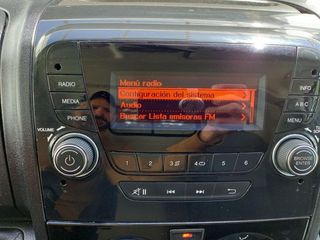 Menú radio
Configuración del sistema
Audio
Buscar Lista emisoras FM
RADIO
MEDIA
PHONE
INFO
A B C
MENU
VOLUME
BROWSE
ENTER
1
2
3
4
5
6